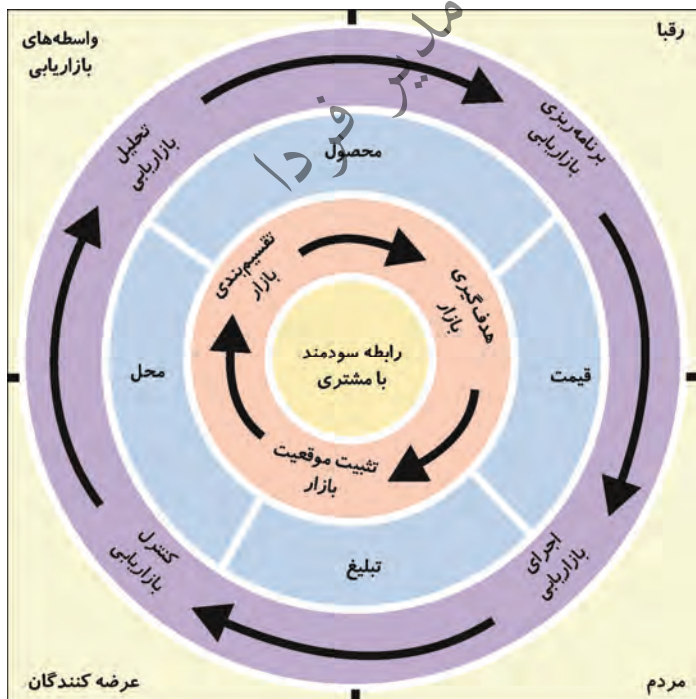 واسطه‌های
بازاریابی
رقبا
مدیر فردا
تحلیل
بازاریابی
برنامه‌ریزی
بازاریابی
محصول
تقسیم‌بندی
بازار
هدف‌گیری
بازار
رابطه سودمند
با مشتری
محل
قیمت
تثبیت موقعیت
بازار
تبلیغ
کنترل
بازاریابی
اجرای
بازاریابی
عرضه کنندگان
مردم